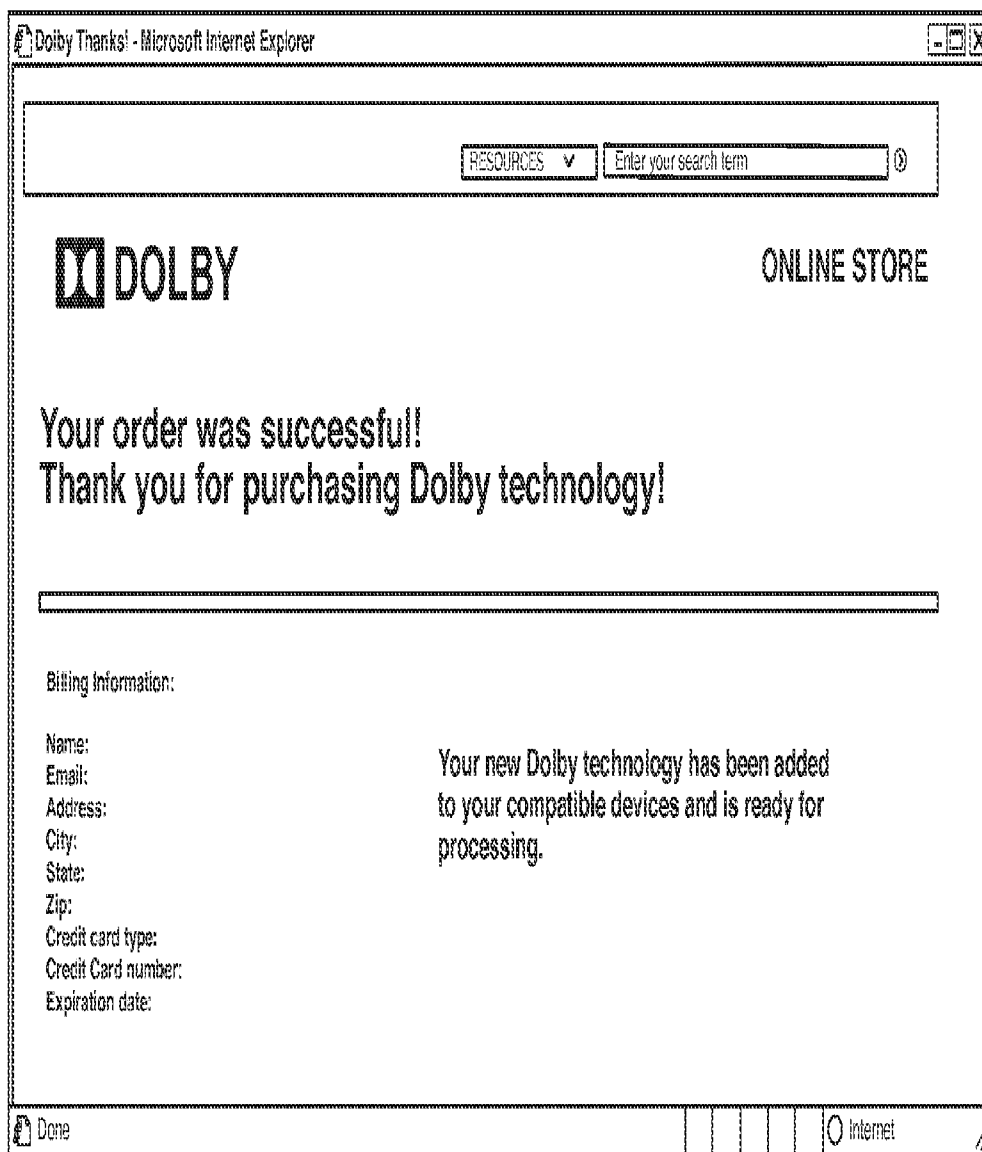 Dolby Thanks! - Microsoft Internet Explorer
RESOURCES Enter your search term
DOLBY ONLINE STORE
Your order was successful!
Thank you for purchasing Dolby technology!
Billing Information:
Name:
Email:
Address:
City:
State:
Zip:
Credit card type:
Credit Card number:
Expiration date:
Your new Dolby technology has been added
to your compatible devices and is ready for
processing.
Done Internet